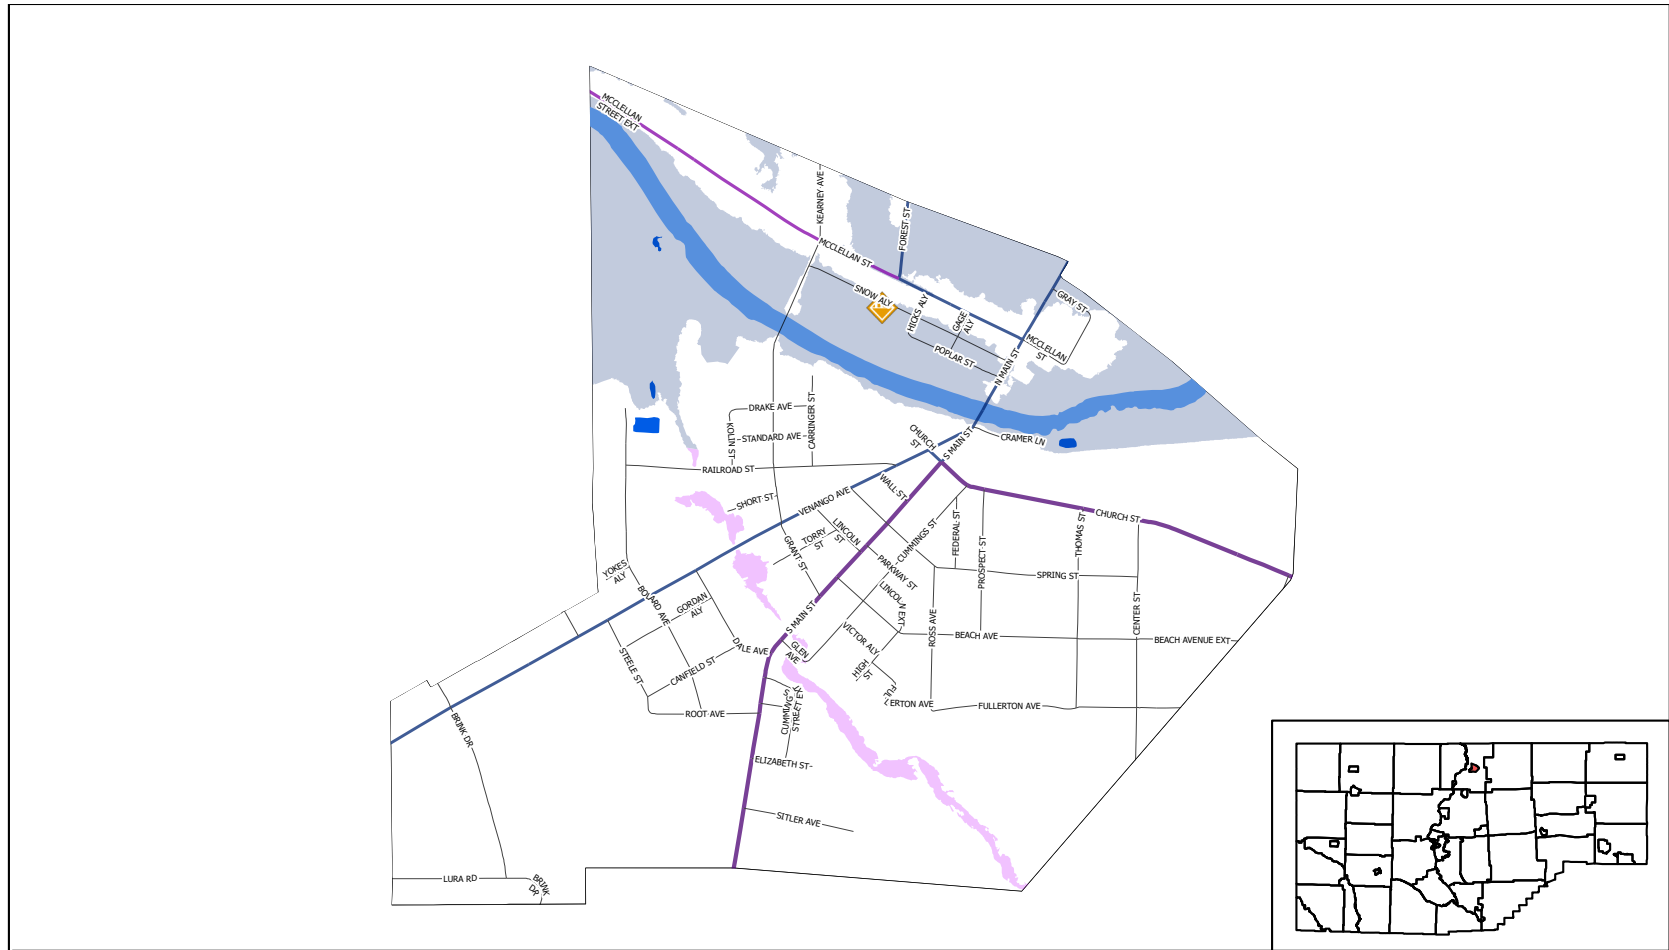 MCCLELLAN
STREET EXT
KEARNEY AVE
FOREST ST
MCCLELLAN ST
SNOW ALY
HICKS ALY
GAGE
ALY
GRAY ST
MCCLELLAN
ST
POPLAR ST
N MAIN ST
DRAKE AVE
CARRINGER ST
KOLIN ST
STANDARD AVE
CHURCH
ST
S MAIN ST
CRAMER LN
RAILROAD ST
WALL ST
SHORT ST
VENANGO AVE
CHURCH ST
LINCOLN
ST
TORRY
ST
GRANT ST
CUMMINGS ST
FEDERAL ST
PROSPECT ST
THOMAS ST
YOKES
ALY
PARKWAY ST
SPRING ST
BOUARD AVE
GORDAN
ALY
LINCOLN EXT
S MAIN ST
ROSS AVE
CENTER ST
VICTOR ALY
BEACH AVE
BEACH AVENUE EXT
DALE AVE
GLEN
AVE
STEELE ST
CANFIELD ST
HIGH
ST
FULLERTON AVE
FULLERTON AVE
CUMMINGS
STREET EXT
ROOT AVE
BRINK DR
ELIZABETH ST
SITLER AVE
LURA RD
BRINK
DR